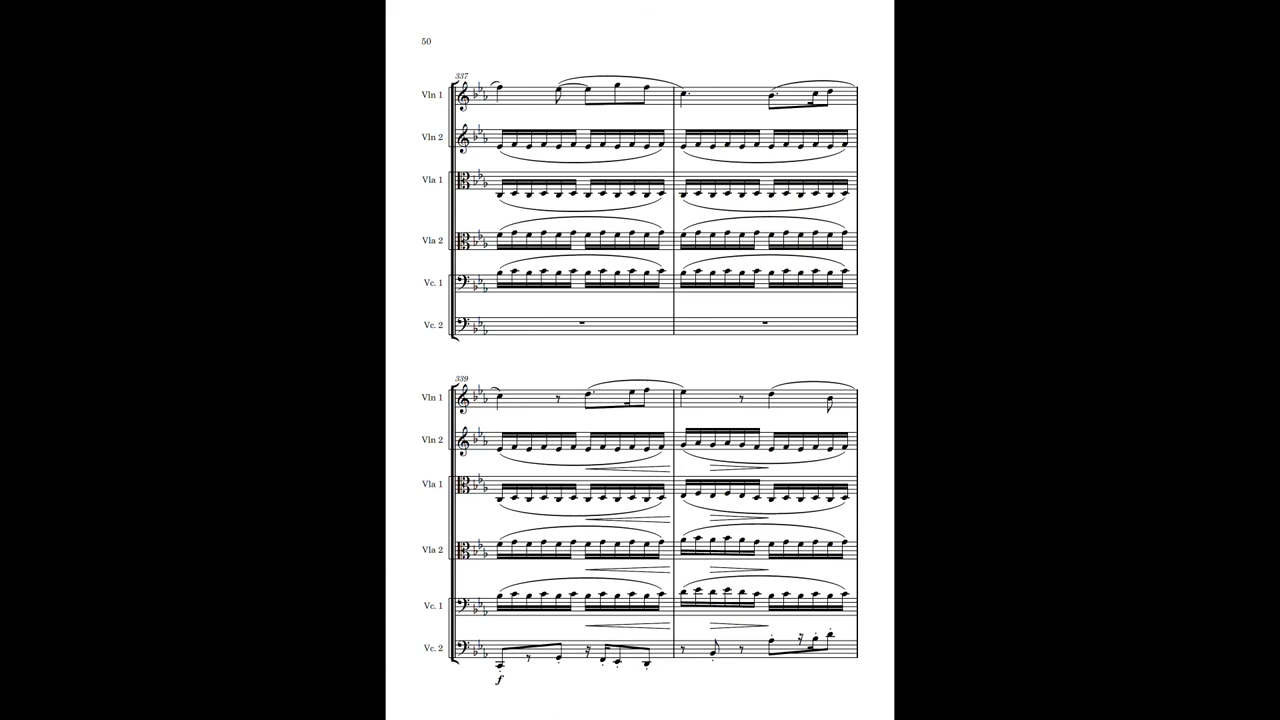 50
337
Vln 1
Vln 2
Vla 1
Vla 2
Vc. 1
Vc. 2
339
Vln 1
Vln 2
Vla 1
Vla 2
Vc. 1
Vc. 2
f